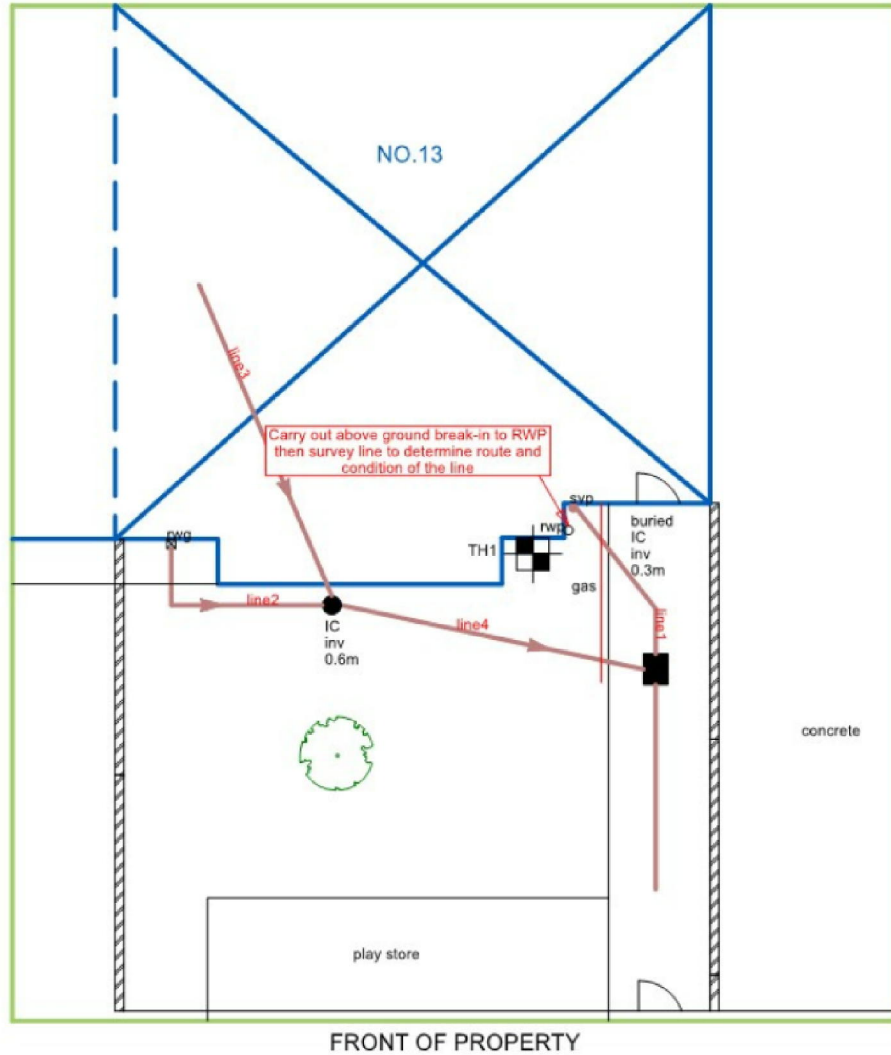 NO.13
line3
Carry out above ground break-in to RWP
then survey line to determine route and
condition of the line
svp
rwg
rwp
buried
IC
inv
0.3m
TH1
gas
line2
IC
inv
0.6m
line4
line1
concrete
play store
FRONT OF PROPERTY